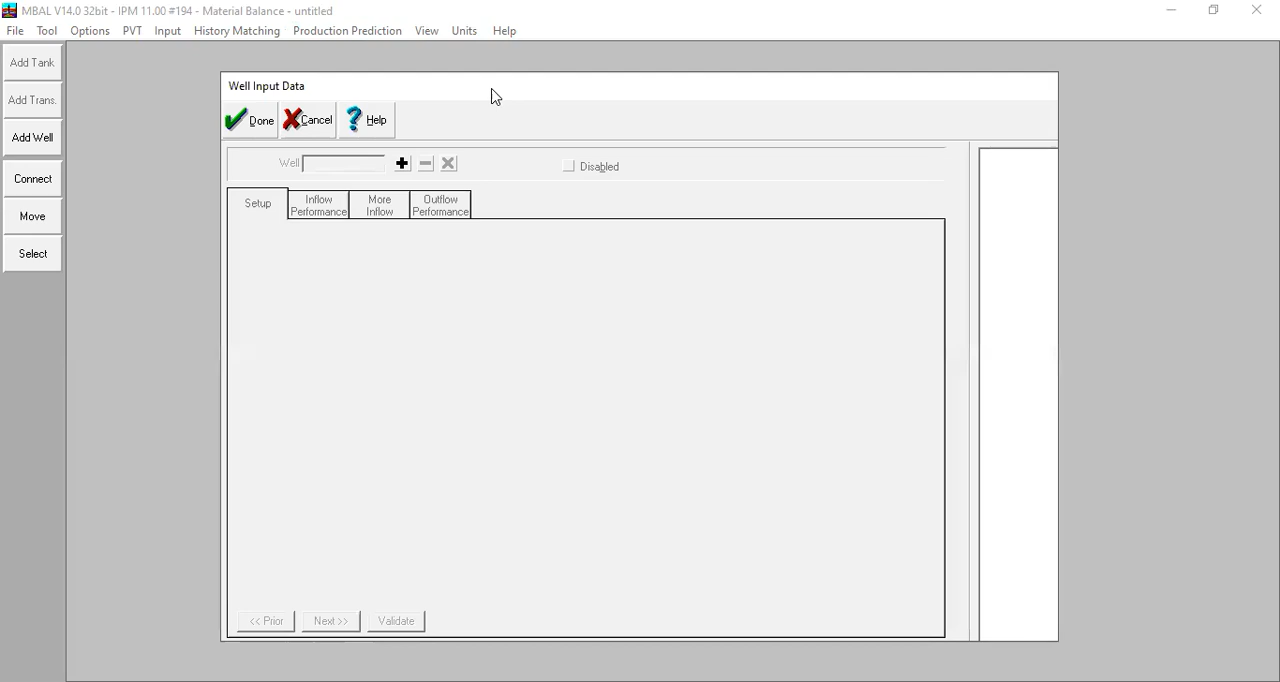 MBAL V14.0 32bit - IPM 11.00 #194 - Material Balance - untitled
File Tool Options PVT Input History Matching Production Prediction View Units Help
Add Tank
Add Trans.
Add Well
Connect
Move
Select
Well Input Data
Done Cancel ? Help
Well Disabled
Setup Inflow Performance More Inflow Outflow Performance
<< Prior Next >> Validate